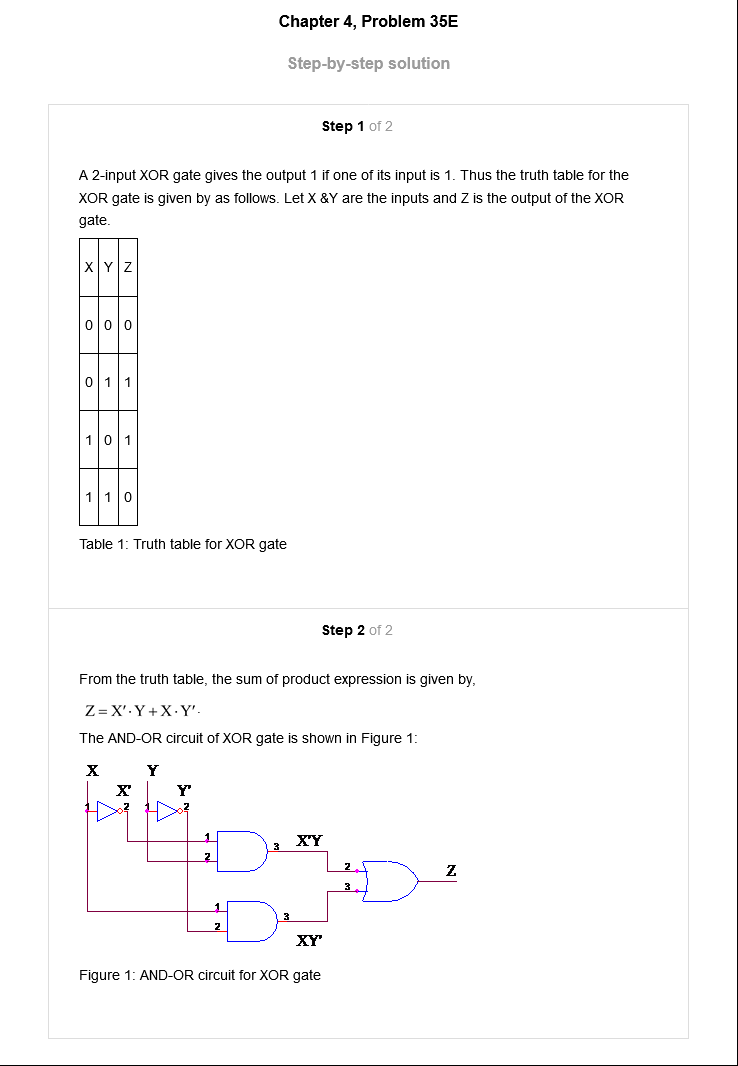 Chapter 4, Problem 35E
Step-by-step solution
Step 1 of 2
A 2-input XOR gate gives the output 1 if one of its input is 1. Thus the truth table for the
XOR gate is given by as follows. Let X &Y are the inputs and Z is the output of the XOR
gate.
X Y Z
0 0 0
0 1 1
1 0 1
1 1 0
Table 1: Truth table for XOR gate
Step 2 of 2
From the truth table, the sum of product expression is given by,
Z = X′·Y + X·Y′·
The AND-OR circuit of XOR gate is shown in Figure 1:
X Y
X' Y'
1 2 1 2
1 3 X'Y
2
2 Z
3
1 3
2
XY'
Figure 1: AND-OR circuit for XOR gate